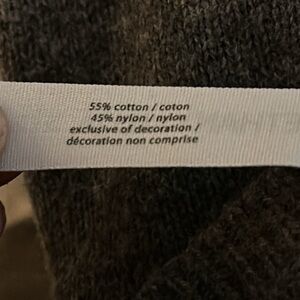 55% cotton / coton
45% nylon / nylon
exclusive of decoration /
décoration non comprise